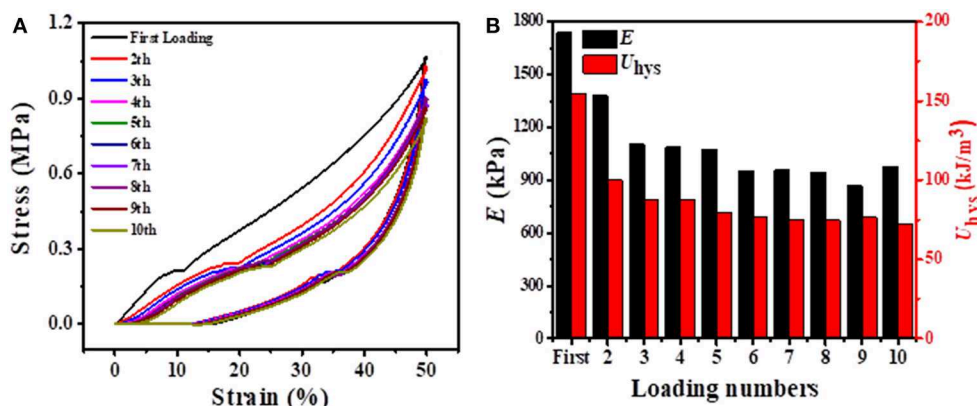 A
First Loading
2th
3th
4th
5th
6th
7th
8th
9th
10th
Stress (MPa)
1.2
0.9
0.6
0.3
0.0
0 10 20 30 40 50
Strain (%)
B
E
Uhys
E (kPa)
1800
1500
1200
900
600
300
0
200
150
100
50
0
Uhys (kJ/m3)
First 2 3 4 5 6 7 8 9 10
Loading numbers